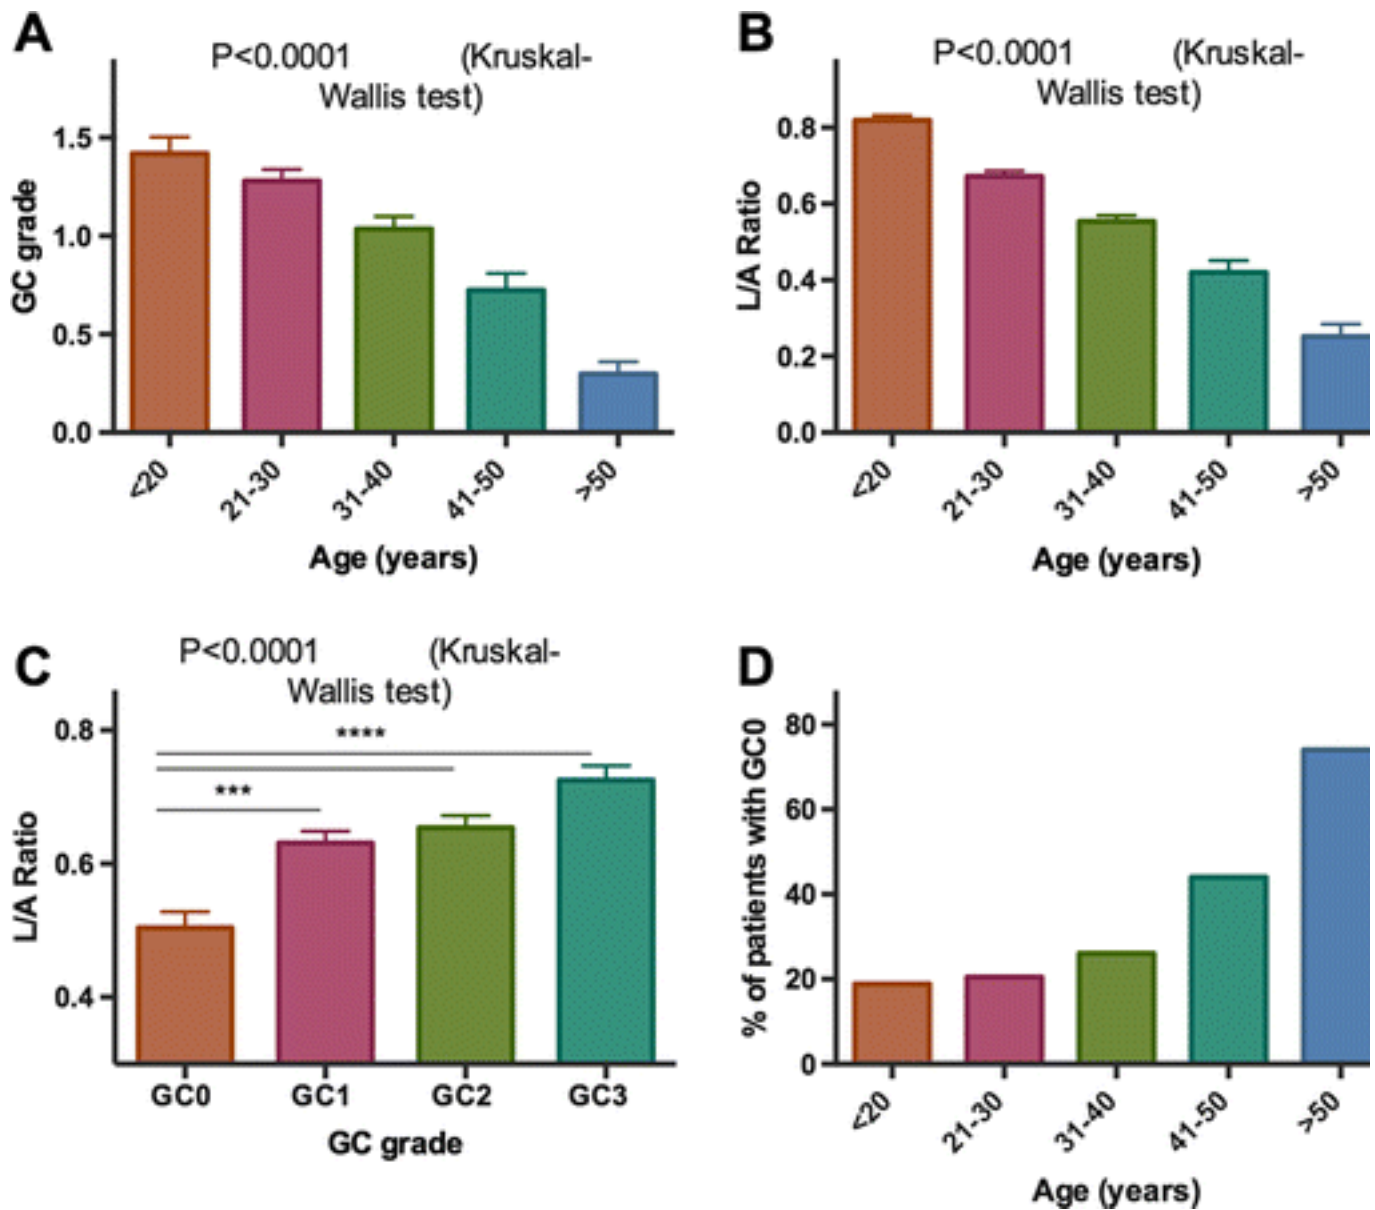 A
P<0.0001 (Kruskal-
Wallis test)
GC grade
1.5
1.0
0.5
0.0
<20
21-30
31-40
41-50
>50
Age (years)
B
P<0.0001 (Kruskal-
Wallis test)
L/A Ratio
0.8
0.6
0.4
0.2
0.0
<20
21-30
31-40
41-50
>50
Age (years)
C
P<0.0001 (Kruskal-
Wallis test)
L/A Ratio
0.8
0.6
0.4
****
***
GC0
GC1
GC2
GC3
GC grade
D
% of patients with GC0
80
60
40
20
0
<20
21-30
31-40
41-50
>50
Age (years)